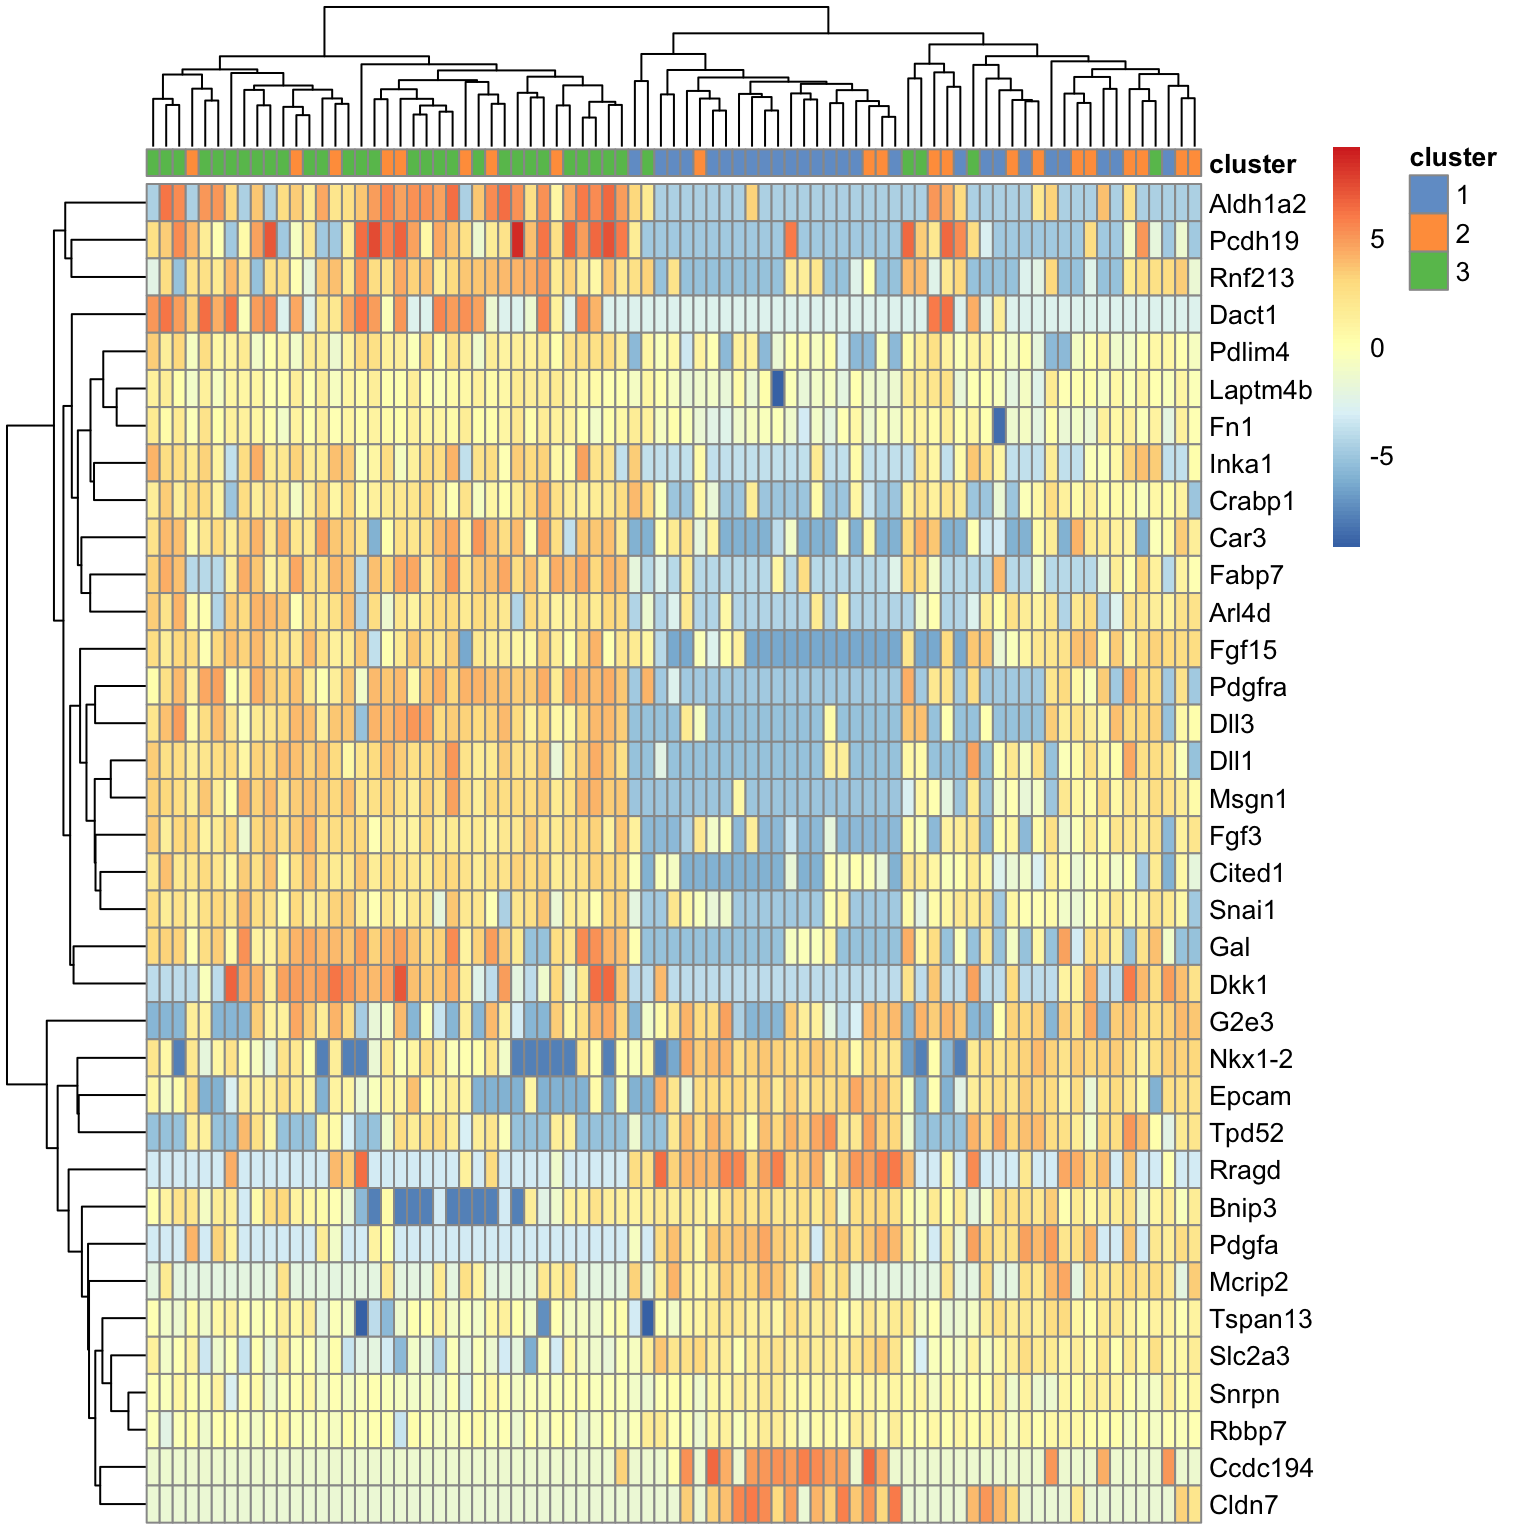 cluster
Aldh1a2
Pcdh19
Rnf213
Dact1
Pdlim4
Laptm4b
Fn1
Inka1
Crabp1
Car3
Fabp7
Arl4d
Fgf15
Pdgfra
Dll3
Dll1
Msgn1
Fgf3
Cited1
Snai1
Gal
Dkk1
G2e3
Nkx1-2
Epcam
Tpd52
Rragd
Bnip3
Pdgfa
Mcrip2
Tspan13
Slc2a3
Snrpn
Rbbp7
Ccdc194
Cldn7
5
0
-5
cluster
1
2
3